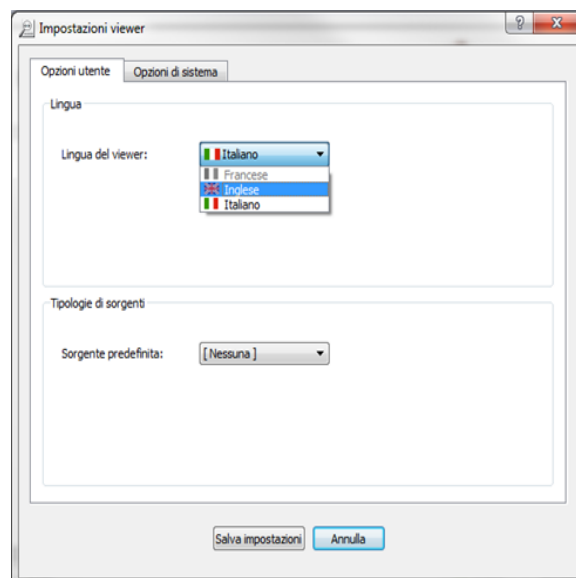 Impostazioni viewer
?
X
Opzioni utente
Opzioni di sistema
Lingua
Lingua del viewer:
Italiano
Francese
Inglese
Italiano
Tipologie di sorgenti
Sorgente predefinita:
[ Nessuna ]
Salva impostazioni
Annulla